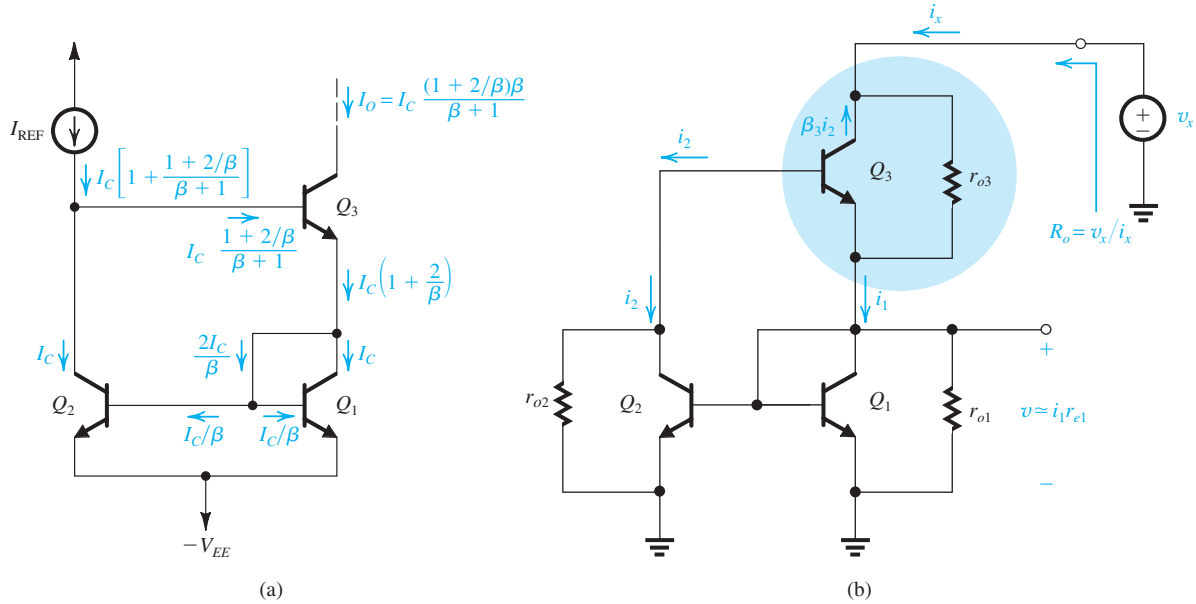 I_O = I_C (1 + 2/β)β / (β + 1)
I_REF
I_C [1 + (1 + 2/β) / (β + 1)]
Q_3
I_C (1 + 2/β) / (β + 1)
I_C (1 + 2/β)
I_C
2I_C / β
I_C
Q_2
Q_1
I_C/β
I_C/β
−V_EE
(a)
i_x
β_3 i_2
+
−
v_x
i_2
Q_3
r_o3
R_o = v_x/i_x
i_2
i_1
+
r_o2
Q_2
Q_1
r_o1
v ≃ i_1 r_e1
−
(b)